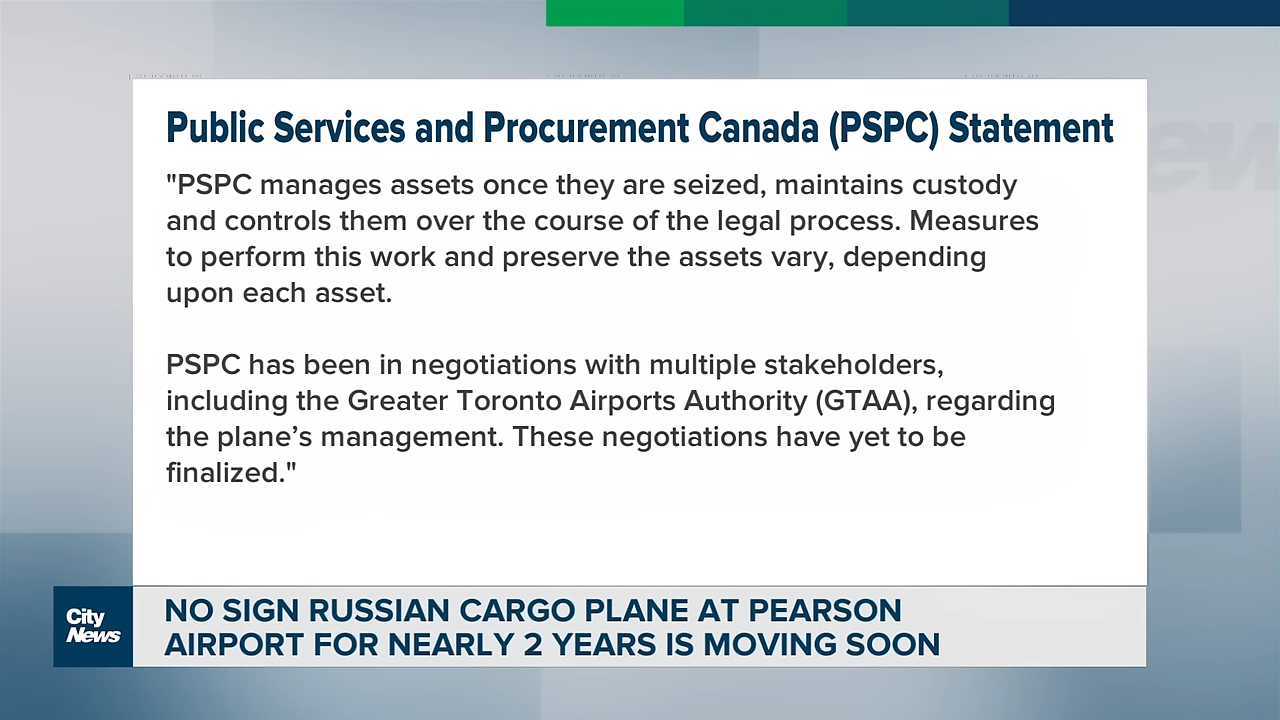 Public Services and Procurement Canada (PSPC) Statement
"PSPC manages assets once they are seized, maintains custody
and controls them over the course of the legal process. Measures
to perform this work and preserve the assets vary, depending
upon each asset.
PSPC has been in negotiations with multiple stakeholders,
including the Greater Toronto Airports Authority (GTAA), regarding
the plane’s management. These negotiations have yet to be
finalized."
City
News
NO SIGN RUSSIAN CARGO PLANE AT PEARSON
AIRPORT FOR NEARLY 2 YEARS IS MOVING SOON